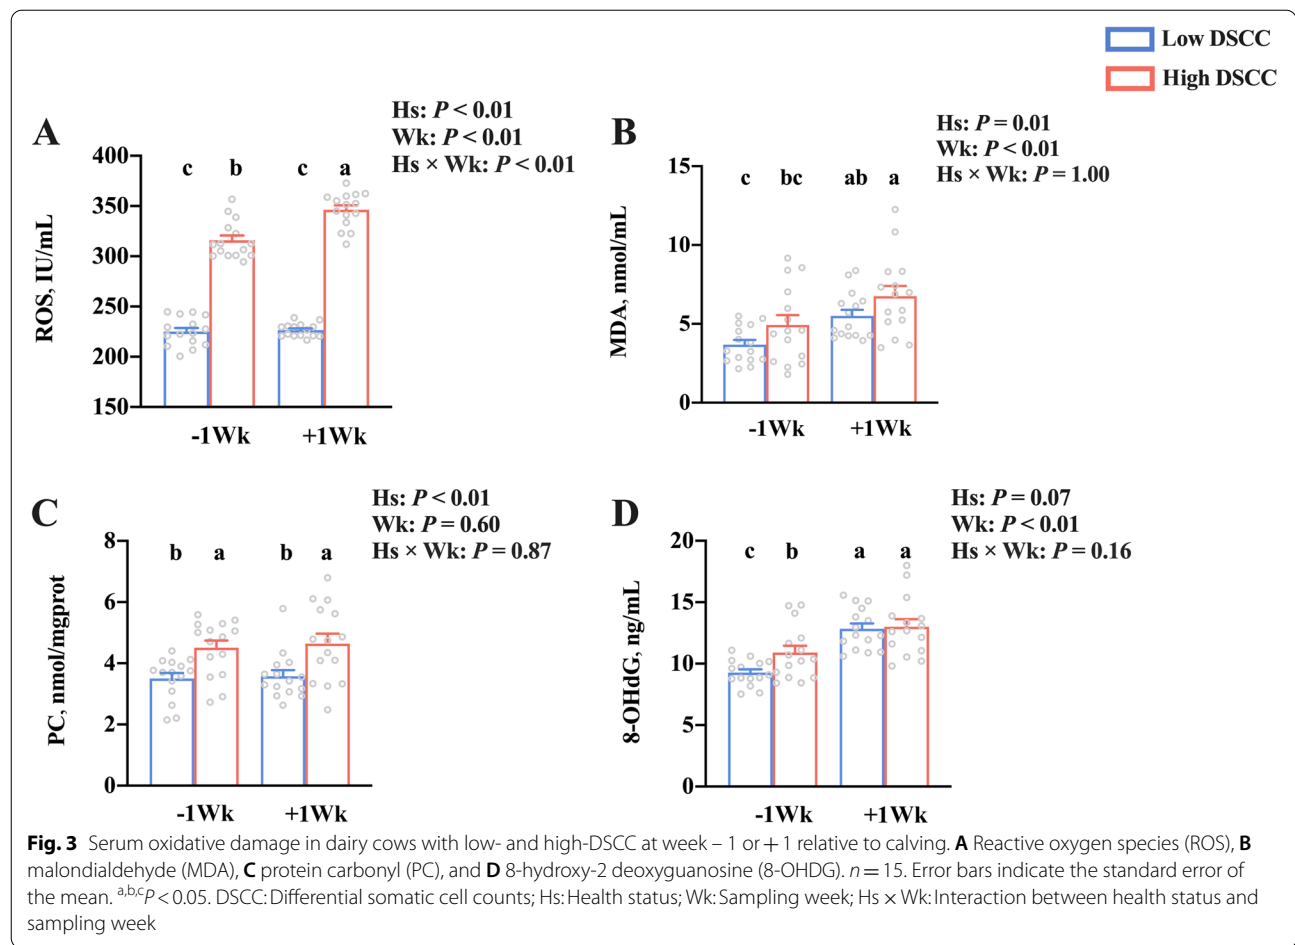 Low DSCC
High DSCC
A
Hs: P < 0.01
Wk: P < 0.01
Hs × Wk: P < 0.01
c b c a
400
350
300
250
200
150
ROS, IU/mL
-1Wk +1Wk
B
Hs: P = 0.01
Wk: P < 0.01
Hs × Wk: P = 1.00
c bc ab a
15
10
5
0
MDA, nmol/mL
-1Wk +1Wk
C
Hs: P < 0.01
Wk: P = 0.60
Hs × Wk: P = 0.87
b a b a
8
6
4
2
0
PC, nmol/mgprot
-1Wk +1Wk
D
Hs: P = 0.07
Wk: P < 0.01
Hs × Wk: P = 0.16
c b a a
20
15
10
5
0
8-OHdG, ng/mL
-1Wk +1Wk
Fig. 3 Serum oxidative damage in dairy cows with low- and high-DSCC at week – 1 or + 1 relative to calving. A Reactive oxygen species (ROS), B
malondialdehyde (MDA), C protein carbonyl (PC), and D 8-hydroxy-2 deoxyguanosine (8-OHDG). n = 15. Error bars indicate the standard error of
the mean. a,b,cP < 0.05. DSCC: Differential somatic cell counts; Hs: Health status; Wk: Sampling week; Hs × Wk: Interaction between health status and
sampling week